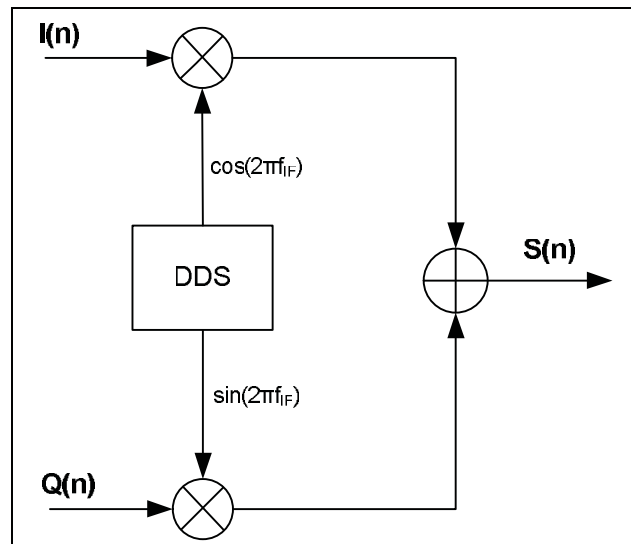 I(n)
cos(2πf_IF)
DDS
S(n)
sin(2πf_IF)
Q(n)